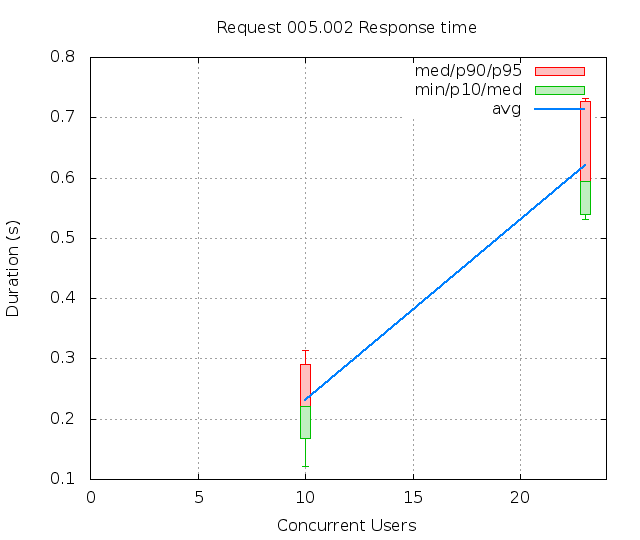 Request 005.002 Response time
med/p90/p95
min/p10/med
avg
Duration (s)
0.8
0.7
0.6
0.5
0.4
0.3
0.2
0.1
0 5 10 15 20
Concurrent Users